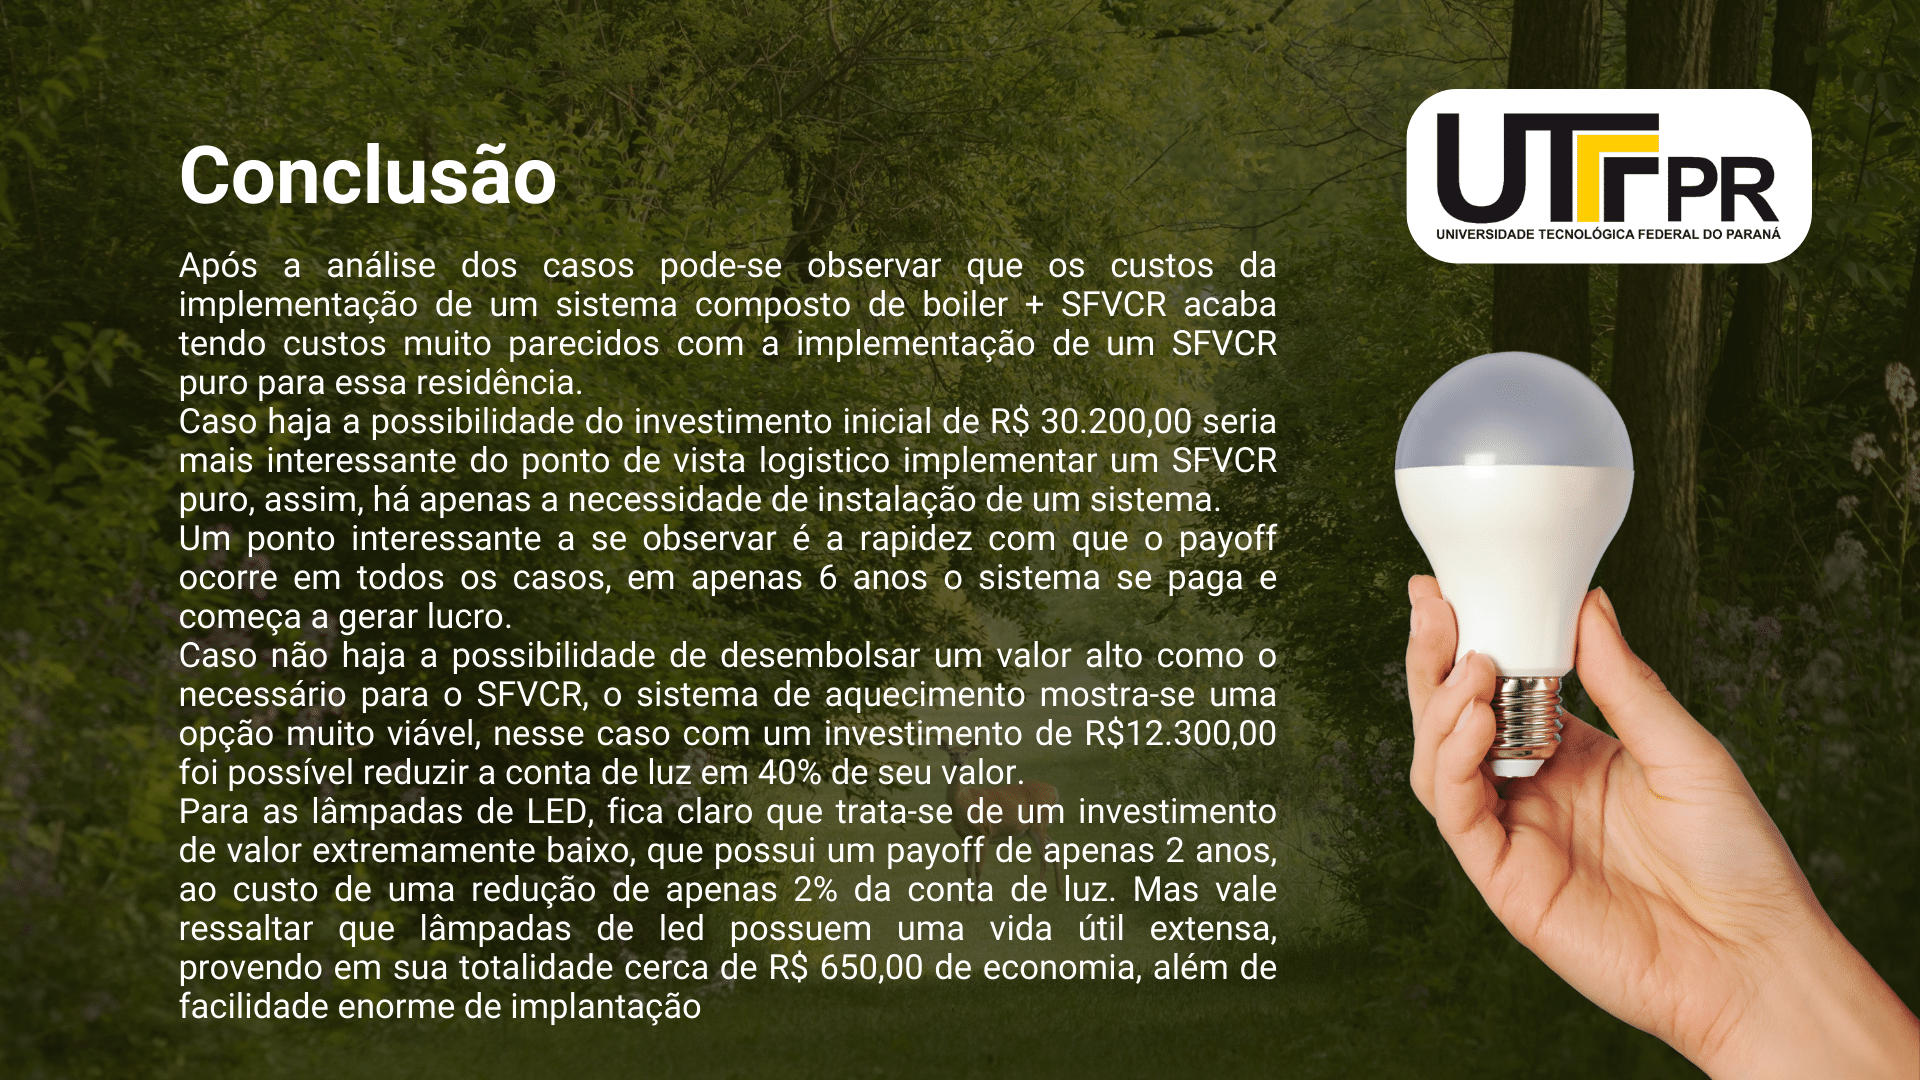 Conclusão
UTFPR
UNIVERSIDADE TECNOLÓGICA FEDERAL DO PARANÁ
Após a análise dos casos pode-se observar que os custos da
implementação de um sistema composto de boiler + SFVCR acaba
tendo custos muito parecidos com a implementação de um SFVCR
puro para essa residência.
Caso haja a possibilidade do investimento inicial de R$ 30.200,00 seria
mais interessante do ponto de vista logistico implementar um SFVCR
puro, assim, há apenas a necessidade de instalação de um sistema.
Um ponto interessante a se observar é a rapidez com que o payoff
ocorre em todos os casos, em apenas 6 anos o sistema se paga e
começa a gerar lucro.
Caso não haja a possibilidade de desembolsar um valor alto como o
necessário para o SFVCR, o sistema de aquecimento mostra-se uma
opção muito viável, nesse caso com um investimento de R$12.300,00
foi possível reduzir a conta de luz em 40% de seu valor.
Para as lâmpadas de LED, fica claro que trata-se de um investimento
de valor extremamente baixo, que possui um payoff de apenas 2 anos,
ao custo de uma redução de apenas 2% da conta de luz. Mas vale
ressaltar que lâmpadas de led possuem uma vida útil extensa,
provendo em sua totalidade cerca de R$ 650,00 de economia, além de
facilidade enorme de implantação